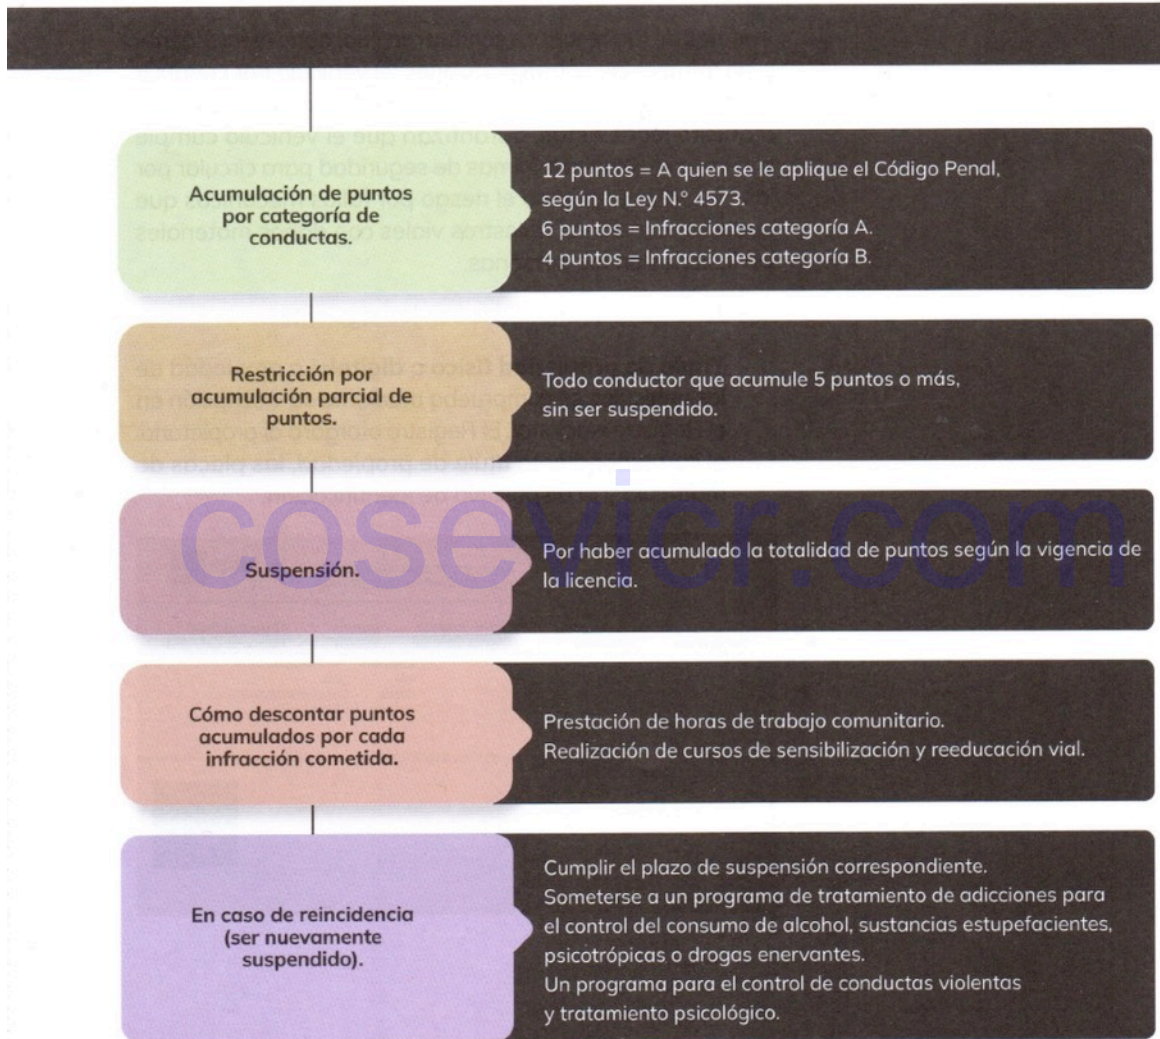 Acumulación de puntos
por categoría de
conductas.
12 puntos = A quien se le aplique el Código Penal,
según la Ley N.º 4573.
6 puntos = Infracciones categoría A.
4 puntos = Infracciones categoría B.
Restricción por
acumulación parcial de
puntos.
Todo conductor que acumule 5 puntos o más,
sin ser suspendido.
Suspensión.
Por haber acumulado la totalidad de puntos según la vigencia de
la licencia.
cosevicr.com
Cómo descontar puntos
acumulados por cada
infracción cometida.
Prestación de horas de trabajo comunitario.
Realización de cursos de sensibilización y reeducación vial.
En caso de reincidencia
(ser nuevamente
suspendido).
Cumplir el plazo de suspensión correspondiente.
Someterse a un programa de tratamiento de adicciones para
el control del consumo de alcohol, sustancias estupefacientes,
psicotrópicas o drogas enervantes.
Un programa para el control de conductas violentas
y tratamiento psicológico.